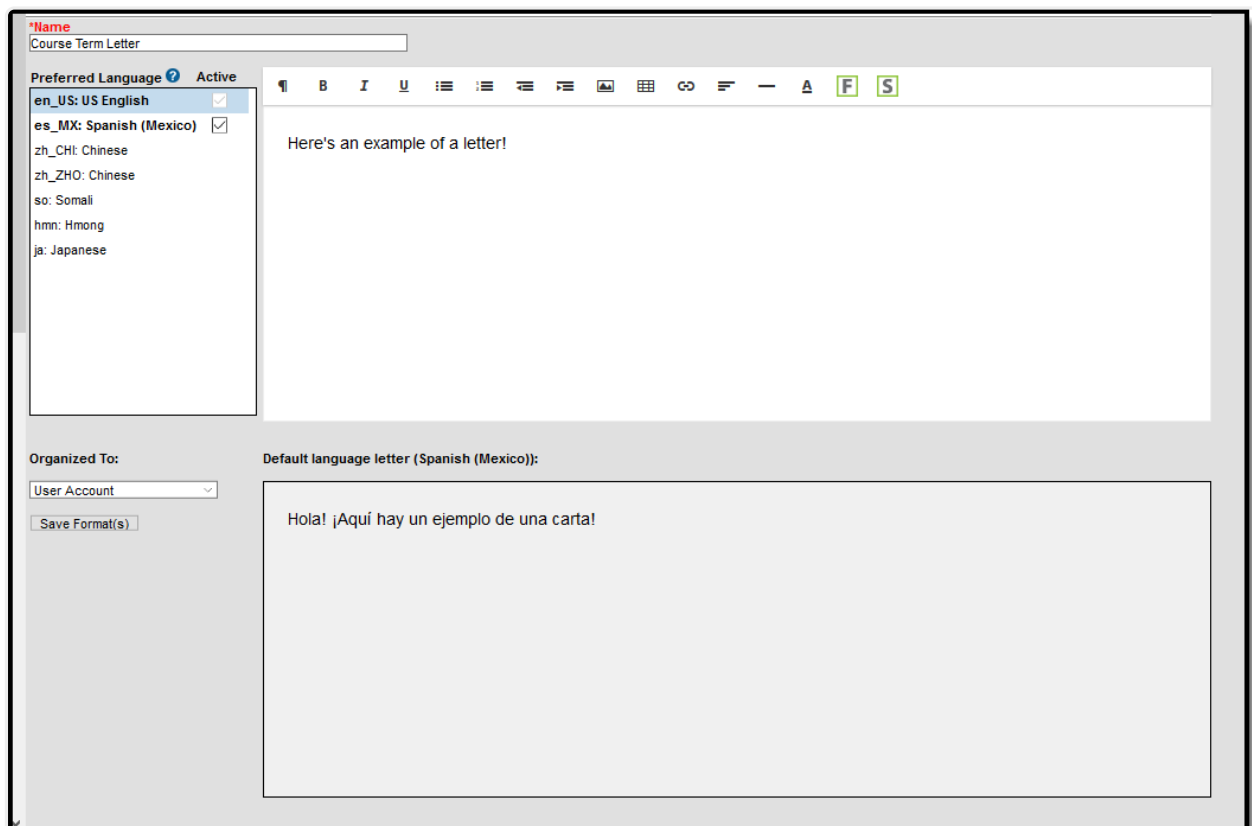 *Name
Course Term Letter
Preferred Language ? Active
en_US: US English
es_MX: Spanish (Mexico)
zh_CHI: Chinese
zh_ZHO: Chinese
so: Somali
hmn: Hmong
ja: Japanese
¶ B I U A F S
Here's an example of a letter!
Organized To:
User Account
Save Format(s)
Default language letter (Spanish (Mexico)):
Hola! ¡Aquí hay un ejemplo de una carta!